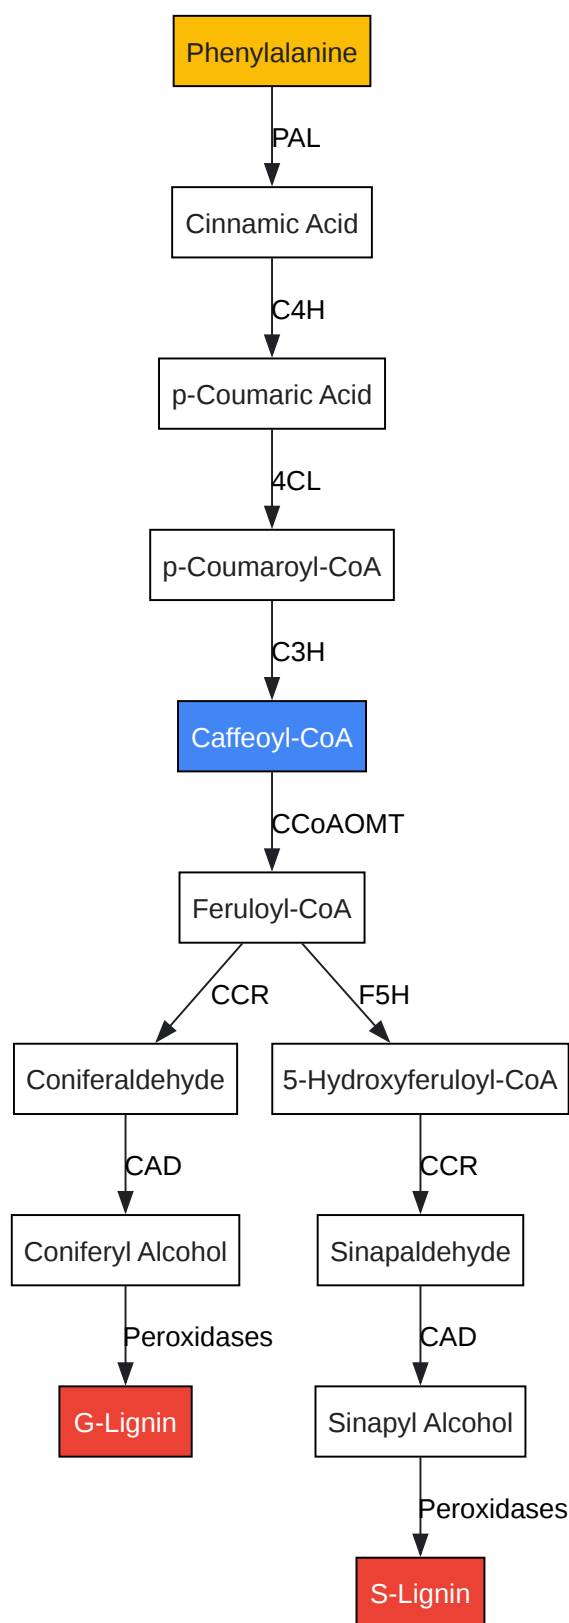 Phenylalanine
PAL
Cinnamic Acid
C4H
p-Coumaric Acid
4CL
p-Coumaroyl-CoA
C3H
Caffeoyl-CoA
CCoAOMT
Feruloyl-CoA
CCR
F5H
Coniferaldehyde
5-Hydroxyferuloyl-CoA
CAD
CCR
Coniferyl Alcohol
Sinapaldehyde
Peroxidases
CAD
G-Lignin
Sinapyl Alcohol
Peroxidases
S-Lignin